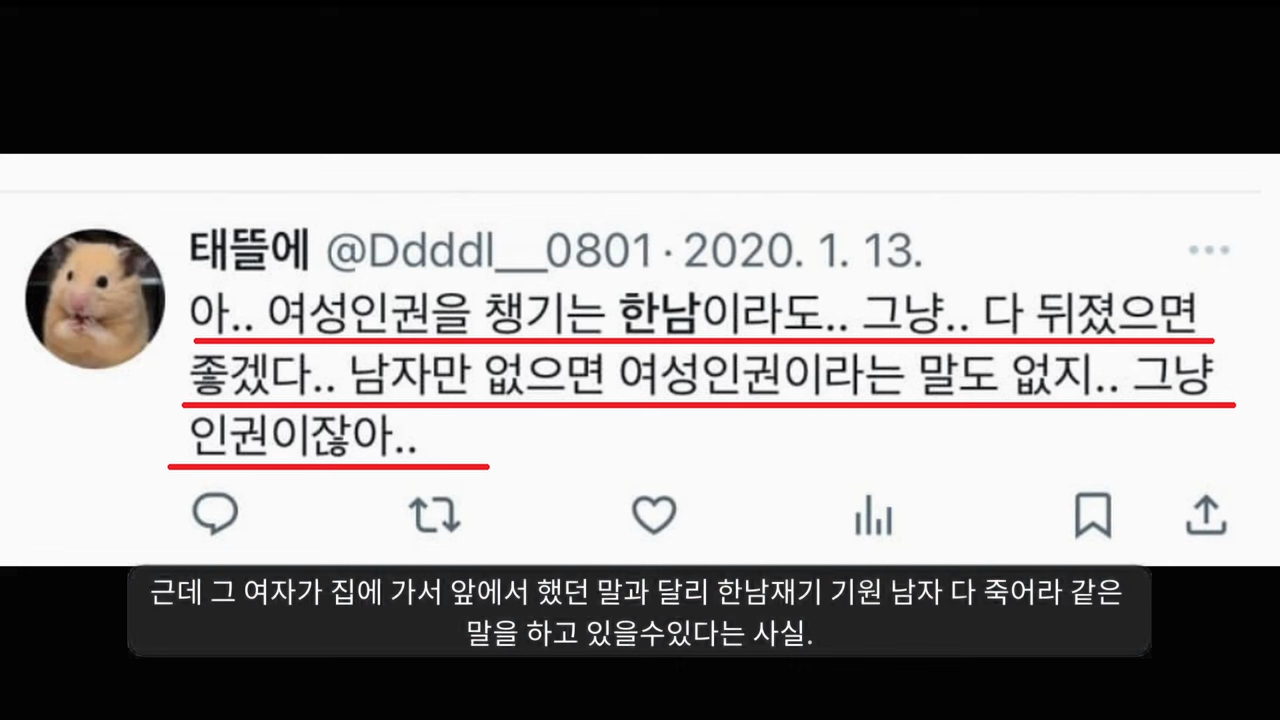 태뜰에 @Ddddl__0801 · 2020. 1. 13.
아.. 여성인권을 챙기는 한남이라도.. 그냥.. 다 뒤졌으면
좋겠다.. 남자만 없으면 여성인권이라는 말도 없지.. 그냥
인권이잖아..
근데 그 여자가 집에 가서 앞에서 했던 말과 달리 한남재기 기원 남자 다 죽어라 같은
말을 하고 있을수있다는 사실.